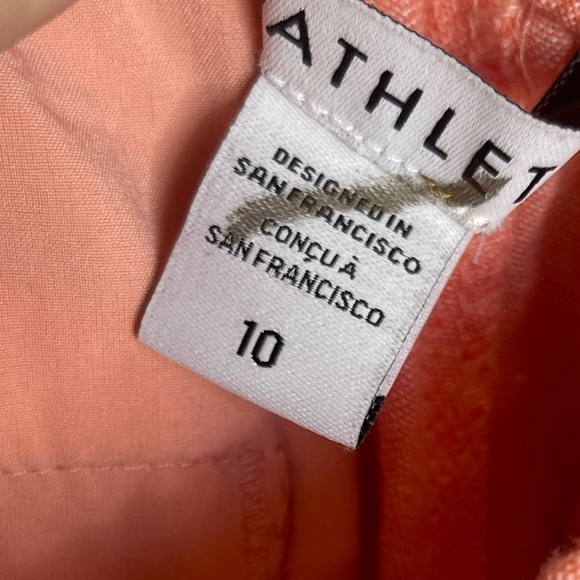 ATHLET
DESIGNED IN
SAN FRANCISCO
CONÇU À
SAN FRANCISCO
10